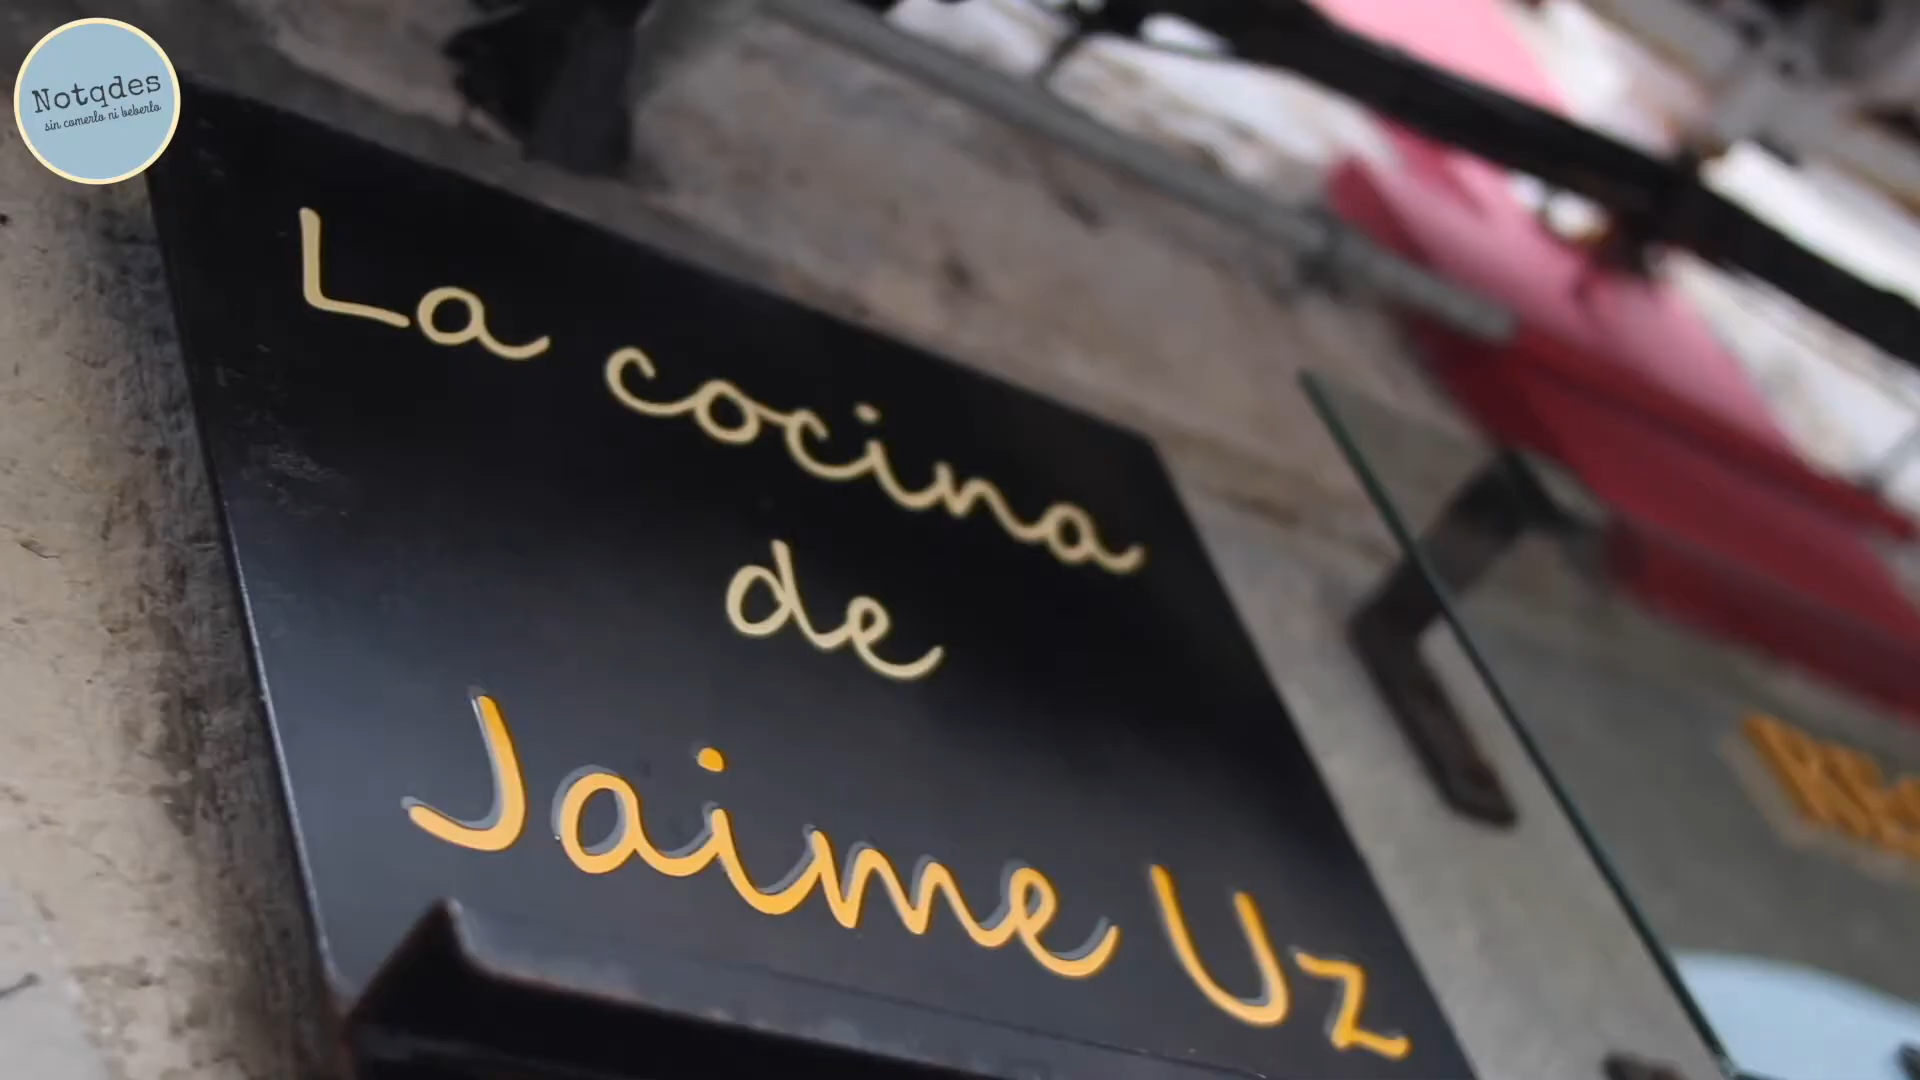 Notqdes
sin comerlo ni beberlo
La cocina
de
Jaime Uz